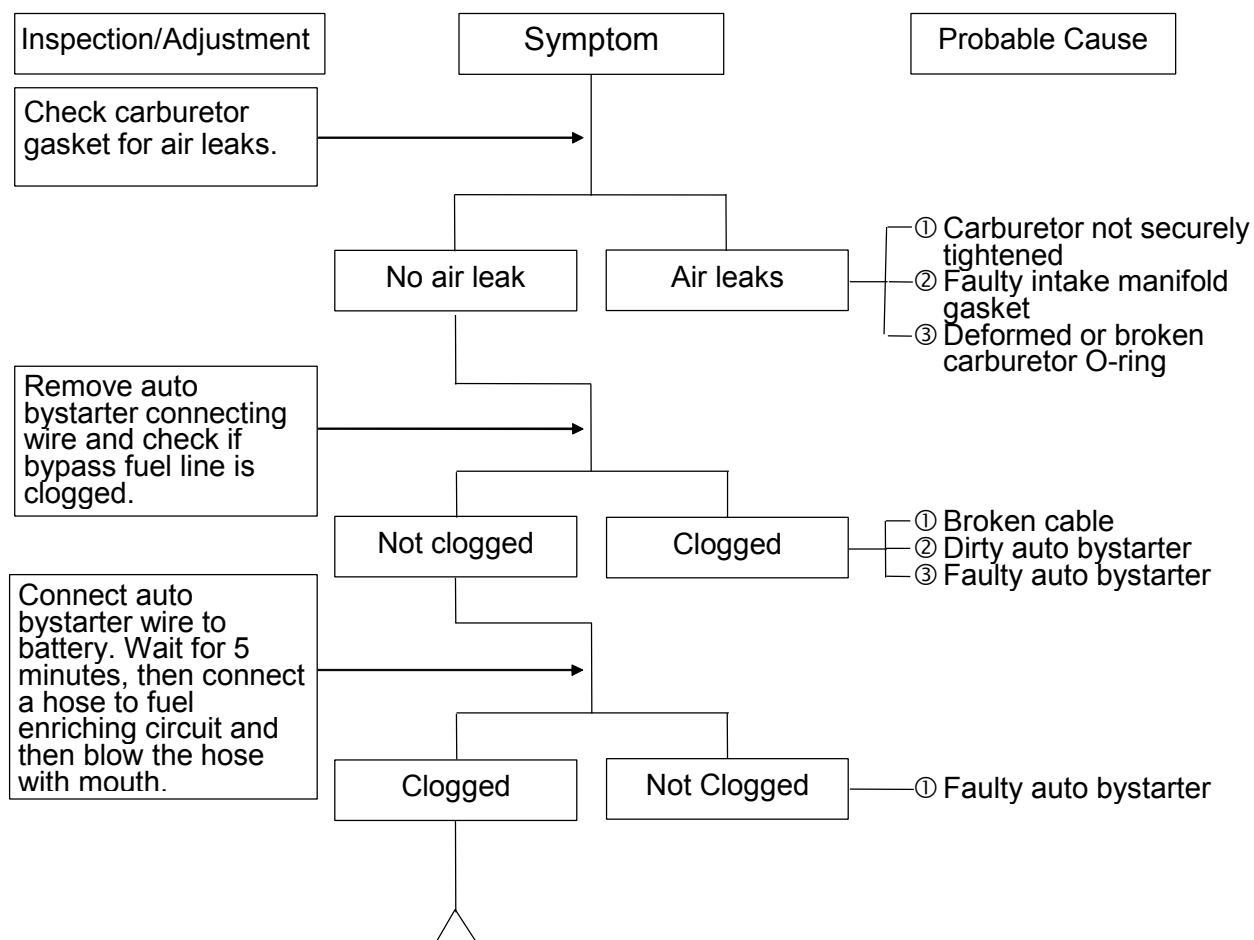 Inspection/Adjustment
Symptom
Probable Cause
Check carburetor
gasket for air leaks.
No air leak
Air leaks
① Carburetor not securely
tightened
② Faulty intake manifold
gasket
③ Deformed or broken
carburetor O-ring
Remove auto
bystarter connecting
wire and check if
bypass fuel line is
clogged.
Not clogged
Clogged
① Broken cable
② Dirty auto bystarter
③ Faulty auto bystarter
Connect auto
bystarter wire to
battery. Wait for 5
minutes, then connect
a hose to fuel
enriching circuit and
then blow the hose
with mouth.
Clogged
Not Clogged
① Faulty auto bystarter